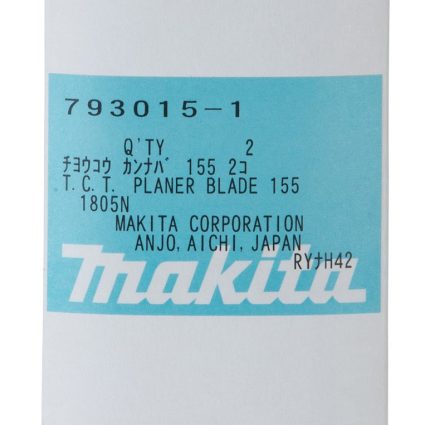 793015-1
Q'TY 2
ﾁﾖｳｺｳ ｶﾝﾅﾊﾞ 155 2ｺ
T.C.T. PLANER BLADE 155
1805N
MAKITA CORPORATION
ANJO, AICHI, JAPAN
RYﾅH42
makita